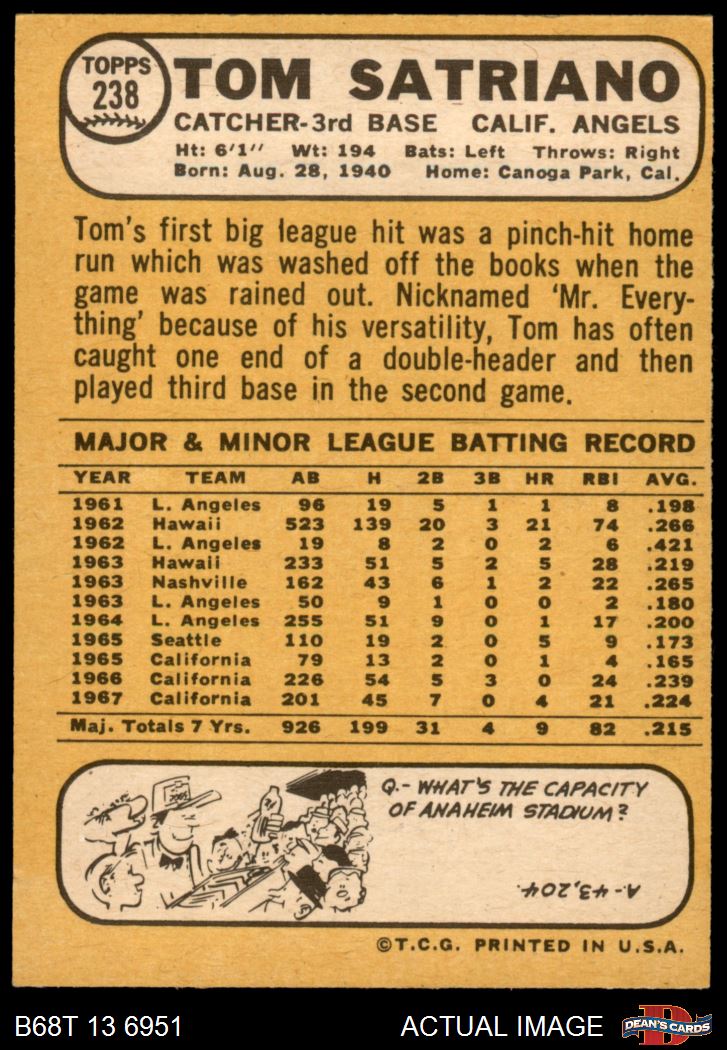 TOPPS
238
TOM SATRIANO
CATCHER-3rd BASE CALIF. ANGELS
Ht: 6'1'' Wt: 194 Bats: Left Throws: Right
Born: Aug. 28, 1940 Home: Canoga Park, Cal.
Tom's first big league hit was a pinch-hit home
run which was washed off the books when the
game was rained out. Nicknamed 'Mr. Every-
thing' because of his versatility, Tom has often
caught one end of a double-header and then
played third base in the second game.
MAJOR & MINOR LEAGUE BATTING RECORD
YEAR TEAM AB H 2B 3B HR RBI AVG.
1961 L. Angeles 96 19 5 1 1 8 .198
1962 Hawaii 523 139 20 3 21 74 .266
1962 L. Angeles 19 8 2 0 2 6 .421
1963 Hawaii 233 51 5 2 5 28 .219
1963 Nashville 162 43 6 1 2 22 .265
1963 L. Angeles 50 9 1 0 0 2 .180
1964 L. Angeles 255 51 9 0 1 17 .200
1965 Seattle 110 19 2 0 5 9 .173
1965 California 79 13 2 0 1 4 .165
1966 California 226 54 5 3 0 24 .239
1967 California 201 45 7 0 4 21 .224
Maj. Totals 7 Yrs. 926 199 31 4 9 82 .215
Q.- WHAT'S THE CAPACITY
OF ANAHEIM STADIUM?
A-43,204.
©T.C.G. PRINTED IN U.S.A.
B68T 13 6951 ACTUAL IMAGE
D
DEAN'S CARDS